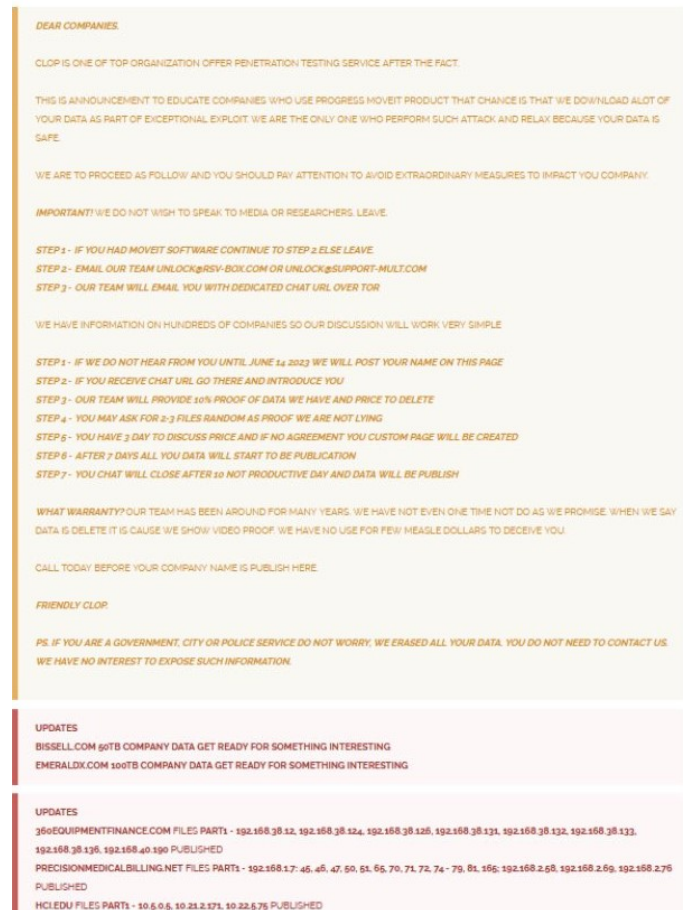 DEAR COMPANIES.
CLOP IS ONE OF TOP ORGANIZATION OFFER PENETRATION TESTING SERVICE AFTER THE FACT.
THIS IS ANNOUNCEMENT TO EDUCATE COMPANIES WHO USE PROGRESS MOVEIT PRODUCT THAT CHANCE IS THAT WE DOWNLOAD ALOT OF
YOUR DATA AS PART OF EXCEPTIONAL EXPLOIT. WE ARE THE ONLY ONE WHO PERFORM SUCH ATTACK AND RELAX BECAUSE YOUR DATA IS
SAFE.
WE ARE TO PROCEED AS FOLLOW AND YOU SHOULD PAY ATTENTION TO AVOID EXTRAORDINARY MEASURES TO IMPACT YOU COMPANY.
IMPORTANT! WE DO NOT WISH TO SPEAK TO MEDIA OR RESEARCHERS. LEAVE.
STEP 1 - IF YOU HAD MOVEIT SOFTWARE CONTINUE TO STEP 2 ELSE LEAVE.
STEP 2 - EMAIL OUR TEAM UNLOCK@RSV-BOX.COM OR UNLOCK@SUPPORT-MULT.COM
STEP 3 - OUR TEAM WILL EMAIL YOU WITH DEDICATED CHAT URL OVER TOR
WE HAVE INFORMATION ON HUNDREDS OF COMPANIES SO OUR DISCUSSION WILL WORK VERY SIMPLE
STEP 1 - IF WE DO NOT HEAR FROM YOU UNTIL JUNE 14 2023 WE WILL POST YOUR NAME ON THIS PAGE
STEP 2 - IF YOU RECEIVE CHAT URL GO THERE AND INTRODUCE YOU
STEP 3 - OUR TEAM WILL PROVIDE 10% PROOF OF DATA WE HAVE AND PRICE TO DELETE
STEP 4 - YOU MAY ASK FOR 2-3 FILES RANDOM AS PROOF WE ARE NOT LYING
STEP 5 - YOU HAVE 3 DAY TO DISCUSS PRICE AND IF NO AGREEMENT YOU CUSTOM PAGE WILL BE CREATED
STEP 6 - AFTER 7 DAYS ALL YOU DATA WILL START TO BE PUBLICATION
STEP 7 - YOU CHAT WILL CLOSE AFTER 10 NOT PRODUCTIVE DAY AND DATA WILL BE PUBLISH
WHAT WARRANTY? OUR TEAM HAS BEEN AROUND FOR MANY YEARS. WE HAVE NOT EVEN ONE TIME NOT DO AS WE PROMISE. WHEN WE SAY
DATA IS DELETE IT IS CAUSE WE SHOW VIDEO PROOF. WE HAVE NO USE FOR FEW MEASLE DOLLARS TO DECEIVE YOU.
CALL TODAY BEFORE YOUR COMPANY NAME IS PUBLISH HERE.
FRIENDLY CLOP.
PS. IF YOU ARE A GOVERNMENT, CITY OR POLICE SERVICE DO NOT WORRY, WE ERASED ALL YOUR DATA. YOU DO NOT NEED TO CONTACT US.
WE HAVE NO INTEREST TO EXPOSE SUCH INFORMATION.
UPDATES
BISSELL.COM 50TB COMPANY DATA GET READY FOR SOMETHING INTERESTING
EMERALDX.COM 100TB COMPANY DATA GET READY FOR SOMETHING INTERESTING
UPDATES
360EQUIPMENTFINANCE.COM FILES PART1 - 192.168.38.12, 192.168.38.124, 192.168.38.126, 192.168.38.131, 192.168.38.132, 192.168.38.133,
192.168.38.136, 192.168.40.190 PUBLISHED
PRECISIONMEDICALBILLING.NET FILES PART1 - 192.168.1.7: 45, 46, 47, 50, 51, 65, 70, 71, 72, 74 - 79, 81, 165; 192.168.2.58, 192.168.2.69, 192.168.2.76
PUBLISHED
HCI.EDU FILES PART1 - 10.5.0.5, 10.21.2.171, 10.22.5.75 PUBLISHED